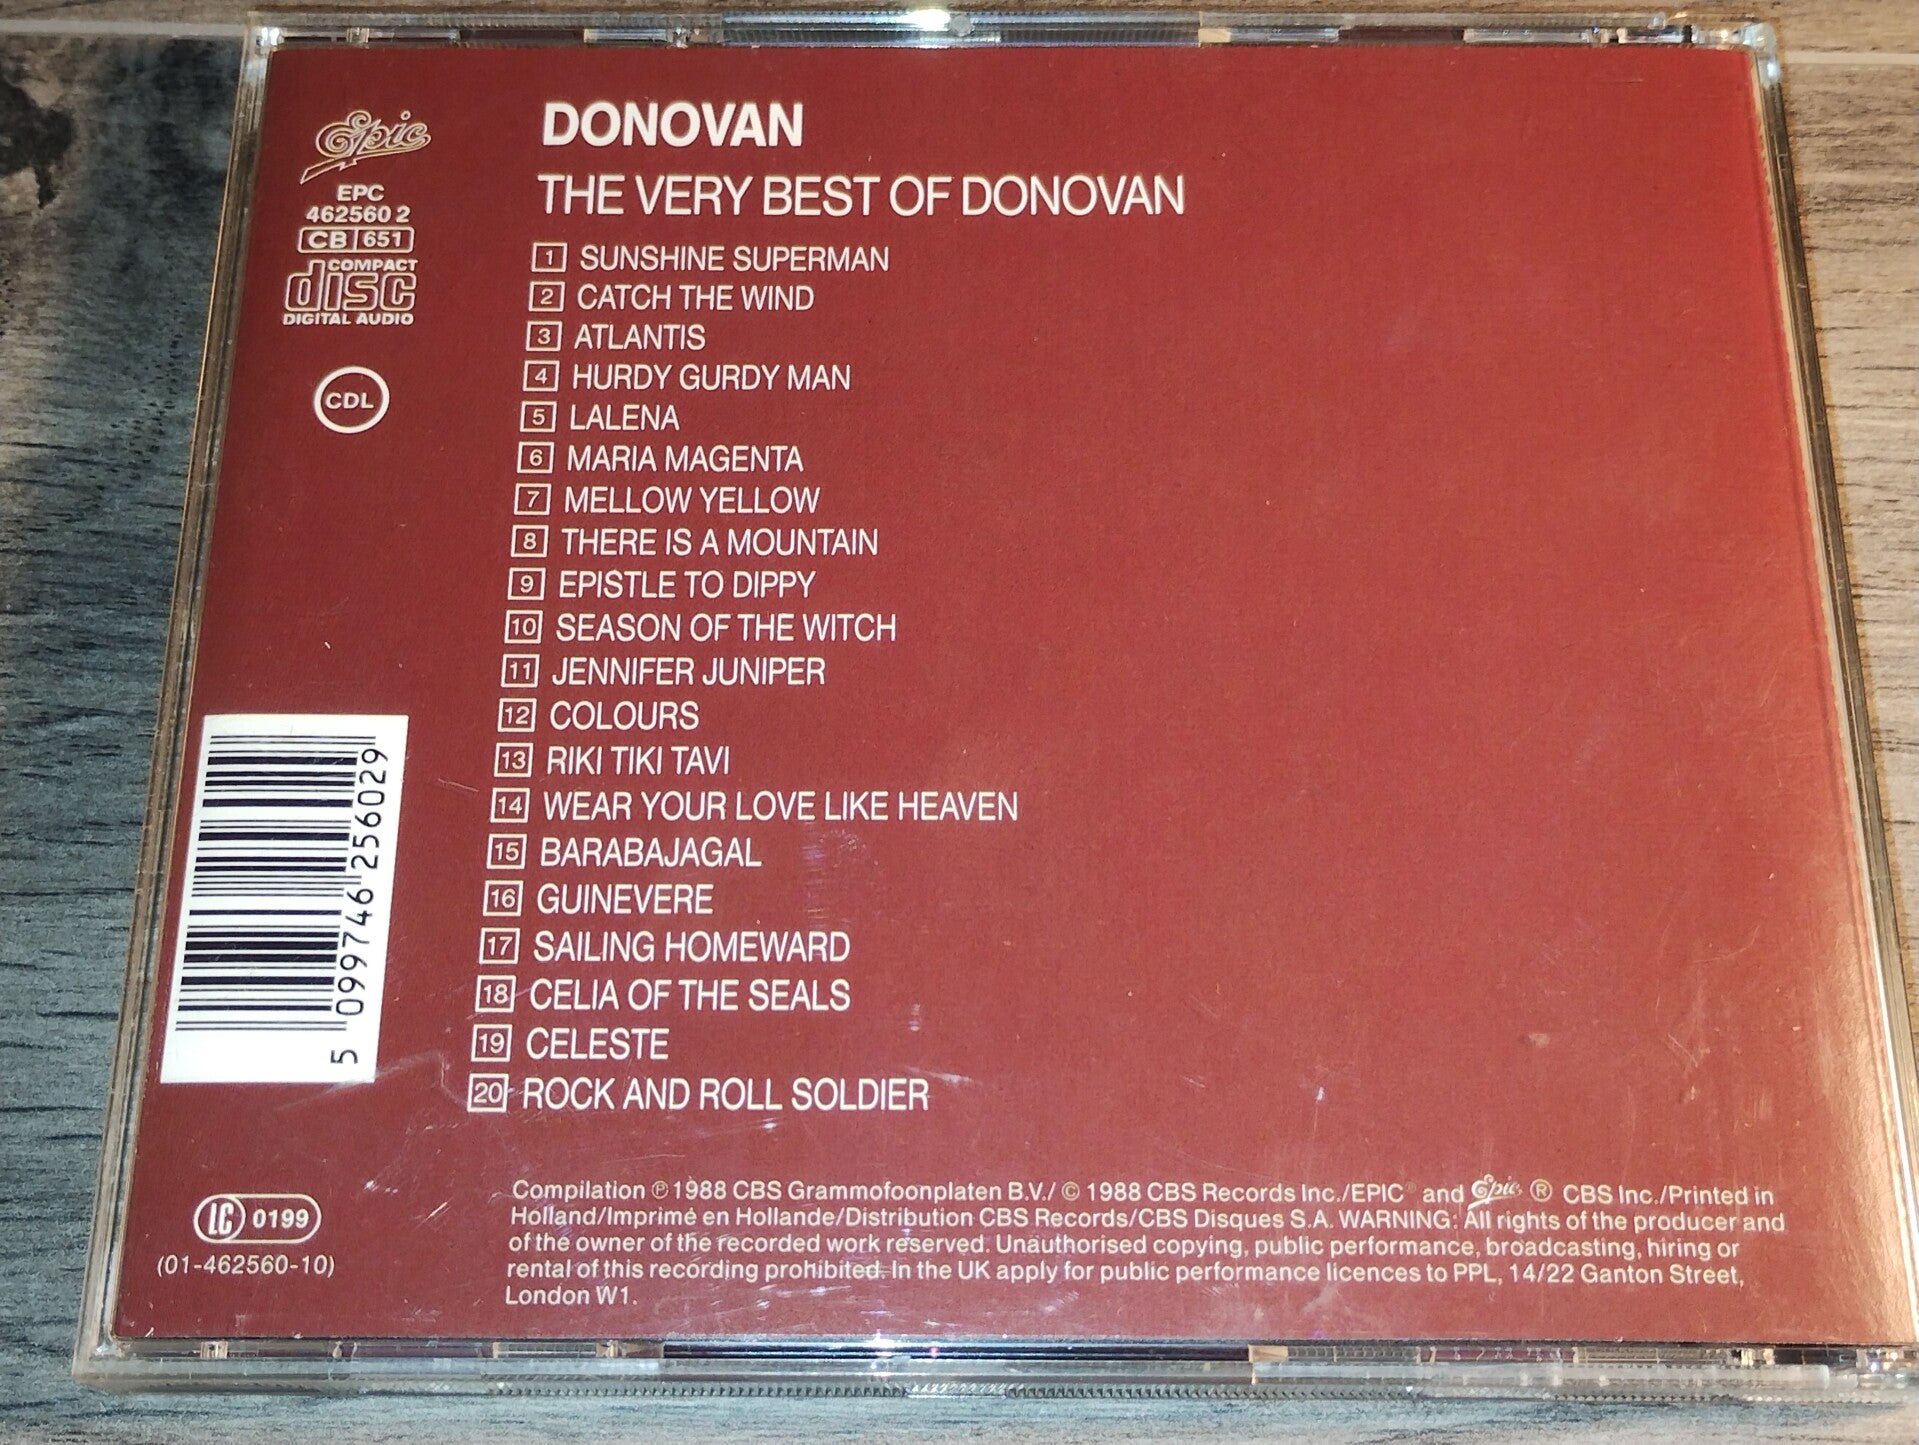 Epic
EPC
462560 2
CB 651
COMPACT
disc
DIGITAL AUDIO
CDL
DONOVAN
THE VERY BEST OF DONOVAN
1 SUNSHINE SUPERMAN
2 CATCH THE WIND
3 ATLANTIS
4 HURDY GURDY MAN
5 LALENA
6 MARIA MAGENTA
7 MELLOW YELLOW
8 THERE IS A MOUNTAIN
9 EPISTLE TO DIPPY
10 SEASON OF THE WITCH
11 JENNIFER JUNIPER
12 COLOURS
13 RIKI TIKI TAVI
14 WEAR YOUR LOVE LIKE HEAVEN
15 BARABAJAGAL
16 GUINEVERE
17 SAILING HOMEWARD
18 CELIA OF THE SEALS
19 CELESTE
20 ROCK AND ROLL SOLDIER
5 099746 256029
LC 0199
(01-462560-10)
Compilation ℗ 1988 CBS Grammofoonplaten B.V./ © 1988 CBS Records Inc./EPIC and Epic ® CBS Inc./Printed in
Holland/Imprimé en Hollande/Distribution CBS Records/CBS Disques S.A. WARNING: All rights of the producer and
of the owner of the recorded work reserved. Unauthorised copying, public performance, broadcasting, hiring or
rental of this recording prohibited. In the UK apply for public performance licences to PPL, 14/22 Ganton Street,
London W1.